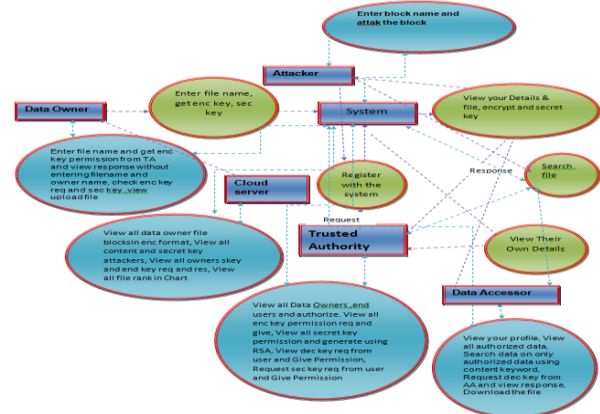 Enter block name and
attak the block
Attacker
Enter file name,
get enc key, sec
key
View your Details &
file, encrypt and secret
key
Data Owner
System
Enter file name and get enc
key permission from TA
and view response without
entering filename and
owner name, check enc key
req and sec key .view
upload file
Response
Search
file
Cloud
server
Register
with the
system
Request
Trusted
Authority
View Their
Own Details
View all data owner file
blocksin enc format, View all
content and secret key
attackers, View all owners skey
and end key req and res, View
all file rank in Chart
Data Accessor
View all Data Owners ,end
users and authorize. View all
enc key permission req and
give, View all secret key
permission and generate using
RSA, View dec key req from
user and Give Permission,
Request sec key req from user
and Give Permission
View your profile, View
all authorized data,
Search data on only
authorized data using
content keyword,
Request dec key from
AA and view response,
Download the file